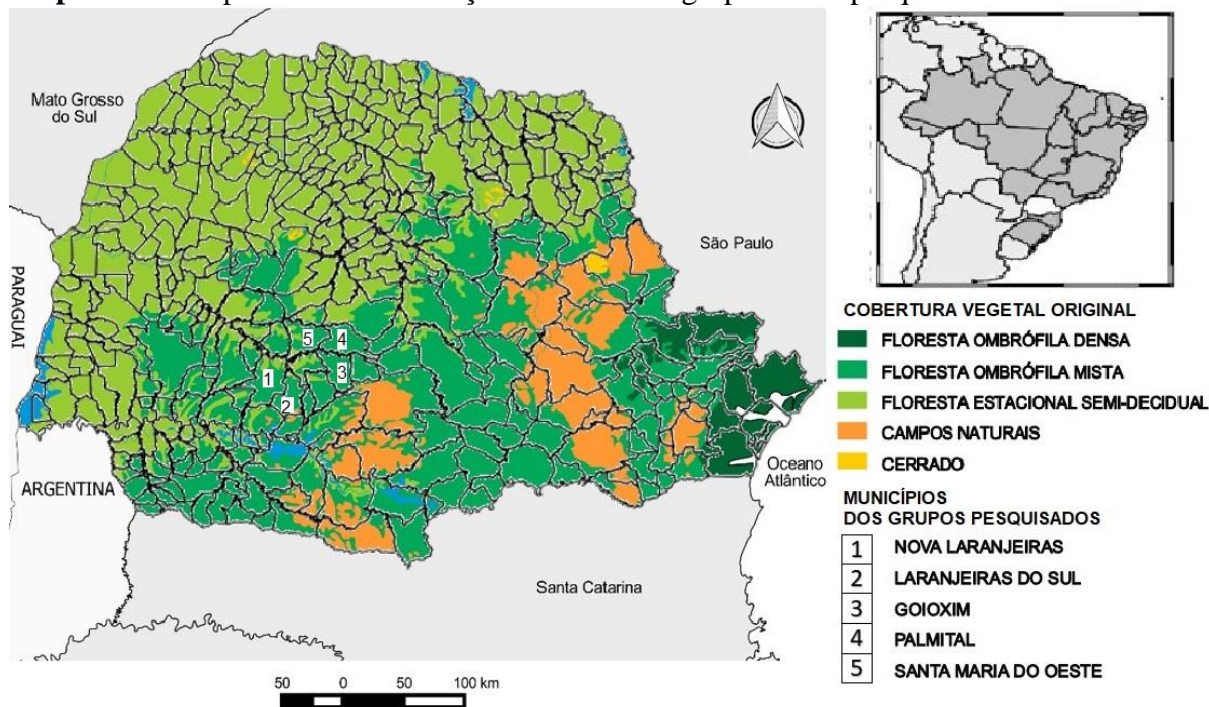 Mato Grosso
do Sul
São Paulo
PARAGUAI
5
4
1
3
2
ARGENTINA
Oceano
Atlântico
Santa Catarina
50 0 50 100 km
COBERTURA VEGETAL ORIGINAL
FLORESTA OMBRÓFILA DENSA
FLORESTA OMBRÓFILA MISTA
FLORESTA ESTACIONAL SEMI-DECIDUAL
CAMPOS NATURAIS
CERRADO
MUNICÍPIOS
DOS GRUPOS PESQUISADOS
1 NOVA LARANJEIRAS
2 LARANJEIRAS DO SUL
3 GOIOXIM
4 PALMITAL
5 SANTA MARIA DO OESTE